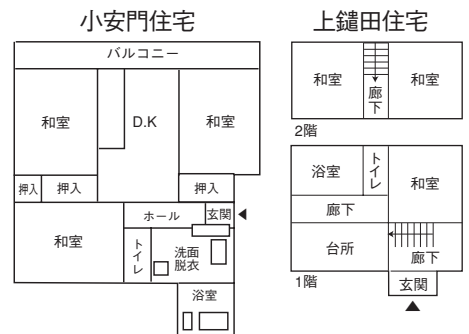 小安門住宅
バルコニー
和室
D.K
和室
押入
押入
押入
ホール
玄関
和室
トイレ
洗面
脱衣
浴室
上鑓田住宅
和室
廊下
和室
2階
浴室
トイレ
和室
廊下
台所
廊下
1階
玄関